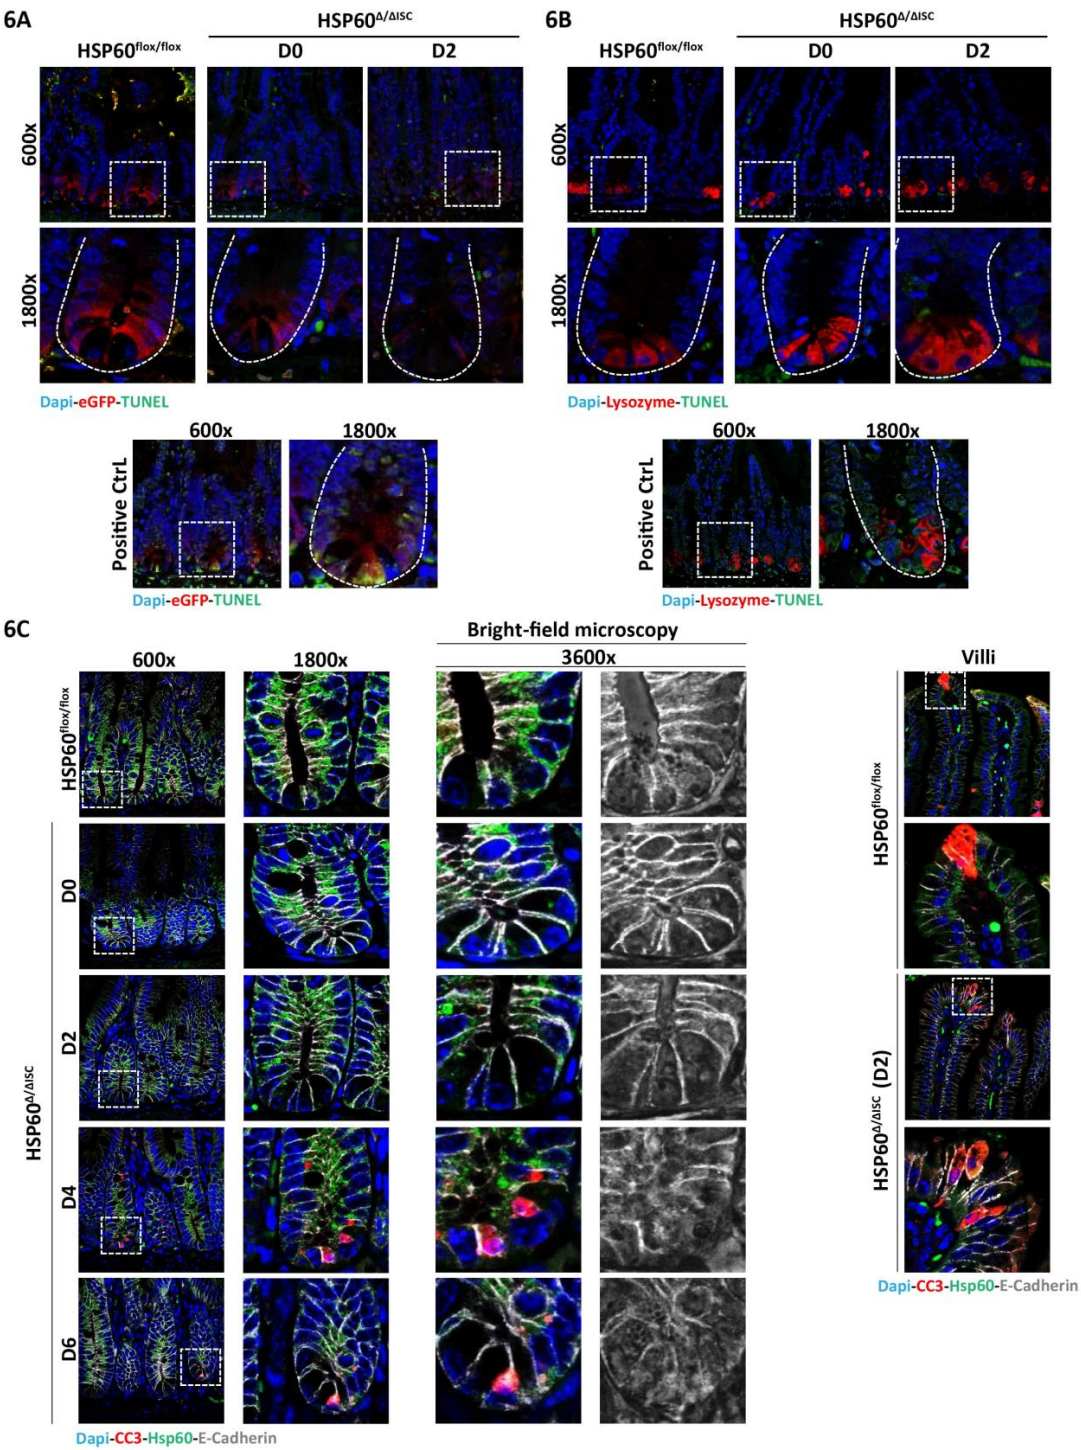 6A
HSP60Δ/ΔISC
HSP60flox/flox
D0
D2
600x
1800x
Dapi-eGFP-TUNEL
600x
1800x
Positive CtrL
Dapi-eGFP-TUNEL
6B
HSP60Δ/ΔISC
HSP60flox/flox
D0
D2
600x
1800x
Dapi-Lysozyme-TUNEL
600x
1800x
Positive CtrL
Dapi-Lysozyme-TUNEL
6C
Bright-field microscopy
600x
1800x
3600x
HSP60flox/flox
HSP60Δ/ΔISC
D0
D2
D4
D6
Dapi-CC3-Hsp60-E-Cadherin
Villi
HSP60flox/flox
HSP60Δ/ΔISC (D2)
Dapi-CC3-Hsp60-E-Cadherin